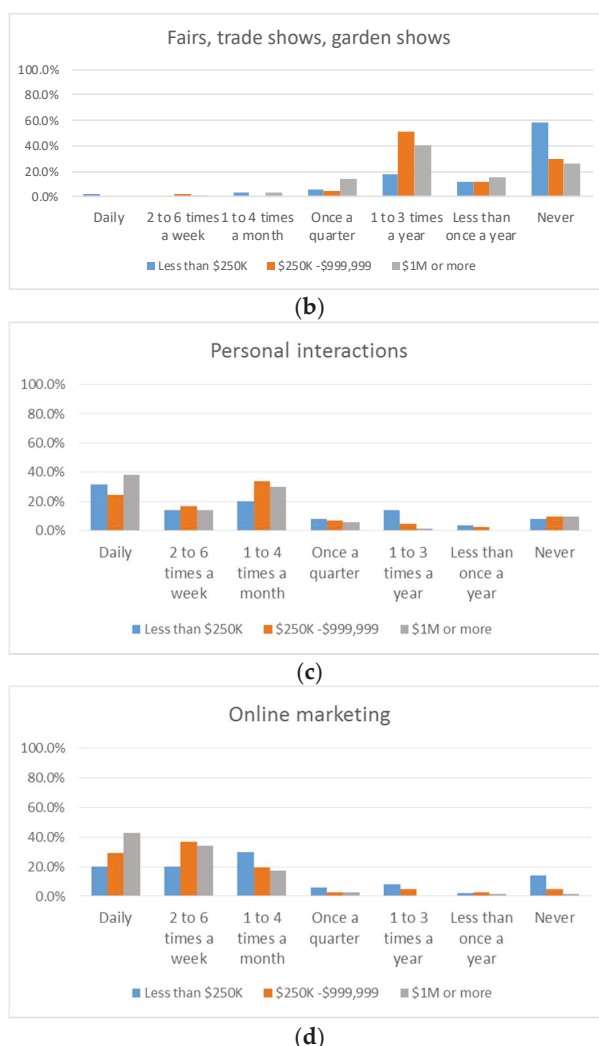 Fairs, trade shows, garden shows
100.0%
80.0%
60.0%
40.0%
20.0%
0.0%
Daily 2 to 6 times 1 to 4 times Once a 1 to 3 times Less than Never
a week a month quarter a year once a year
Less than $250K $250K -$999,999 $1M or more
(b)
Personal interactions
100.0%
80.0%
60.0%
40.0%
20.0%
0.0%
Daily 2 to 6 1 to 4 Once a 1 to 3 Less than Never
times a times a quarter times a once a
week month year year
Less than $250K $250K -$999,999 $1M or more
(c)
Online marketing
100.0%
80.0%
60.0%
40.0%
20.0%
0.0%
Daily 2 to 6 1 to 4 Once a 1 to 3 Less than Never
times a times a quarter times a once a
week month year year
Less than $250K $250K -$999,999 $1M or more
(d)